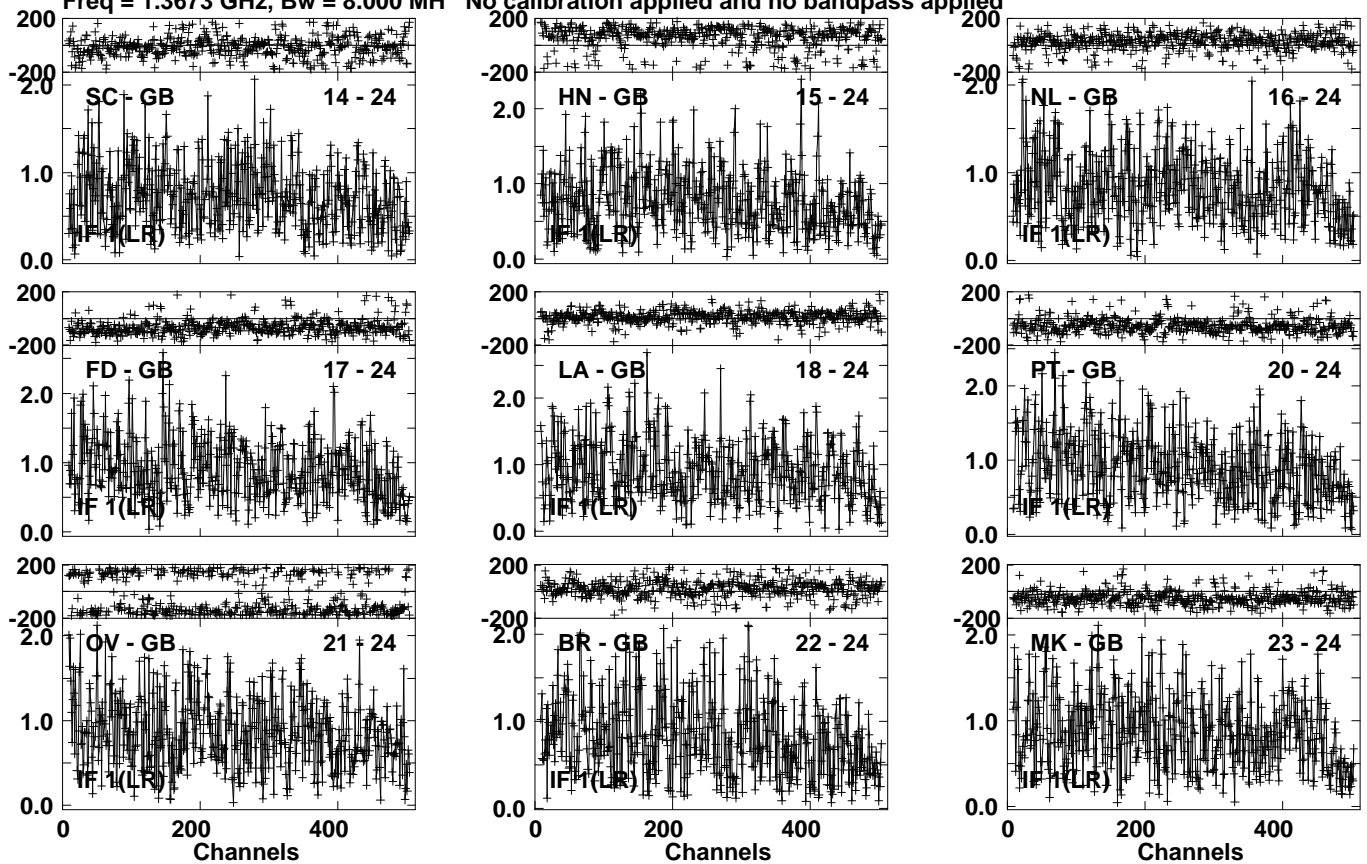 Freq = 1.3673 GHz, Bw = 8.000 MH No calibration applied and no bandpass applied
200
-200
2.0
1.0
0.0
SC - GB 14 - 24
IF 1(LR)
200
-200
2.0
1.0
0.0
HN - GB 15 - 24
IF 1(LR)
200
-200
2.0
1.0
0.0
NL - GB 16 - 24
IF 1(LR)
200
-200
2.0
1.0
0.0
FD - GB 17 - 24
IF 1(LR)
200
-200
2.0
1.0
0.0
LA - GB 18 - 24
IF 1(LR)
200
-200
2.0
1.0
0.0
PT - GB 20 - 24
IF 1(LR)
200
-200
2.0
1.0
0.0
OV - GB 21 - 24
IF 1(LR)
0 200 400
Channels
200
-200
2.0
1.0
0.0
BR - GB 22 - 24
IF 1(LR)
0 200 400
Channels
200
-200
2.0
1.0
0.0
MK - GB 23 - 24
IF 1(LR)
0 200 400
Channels